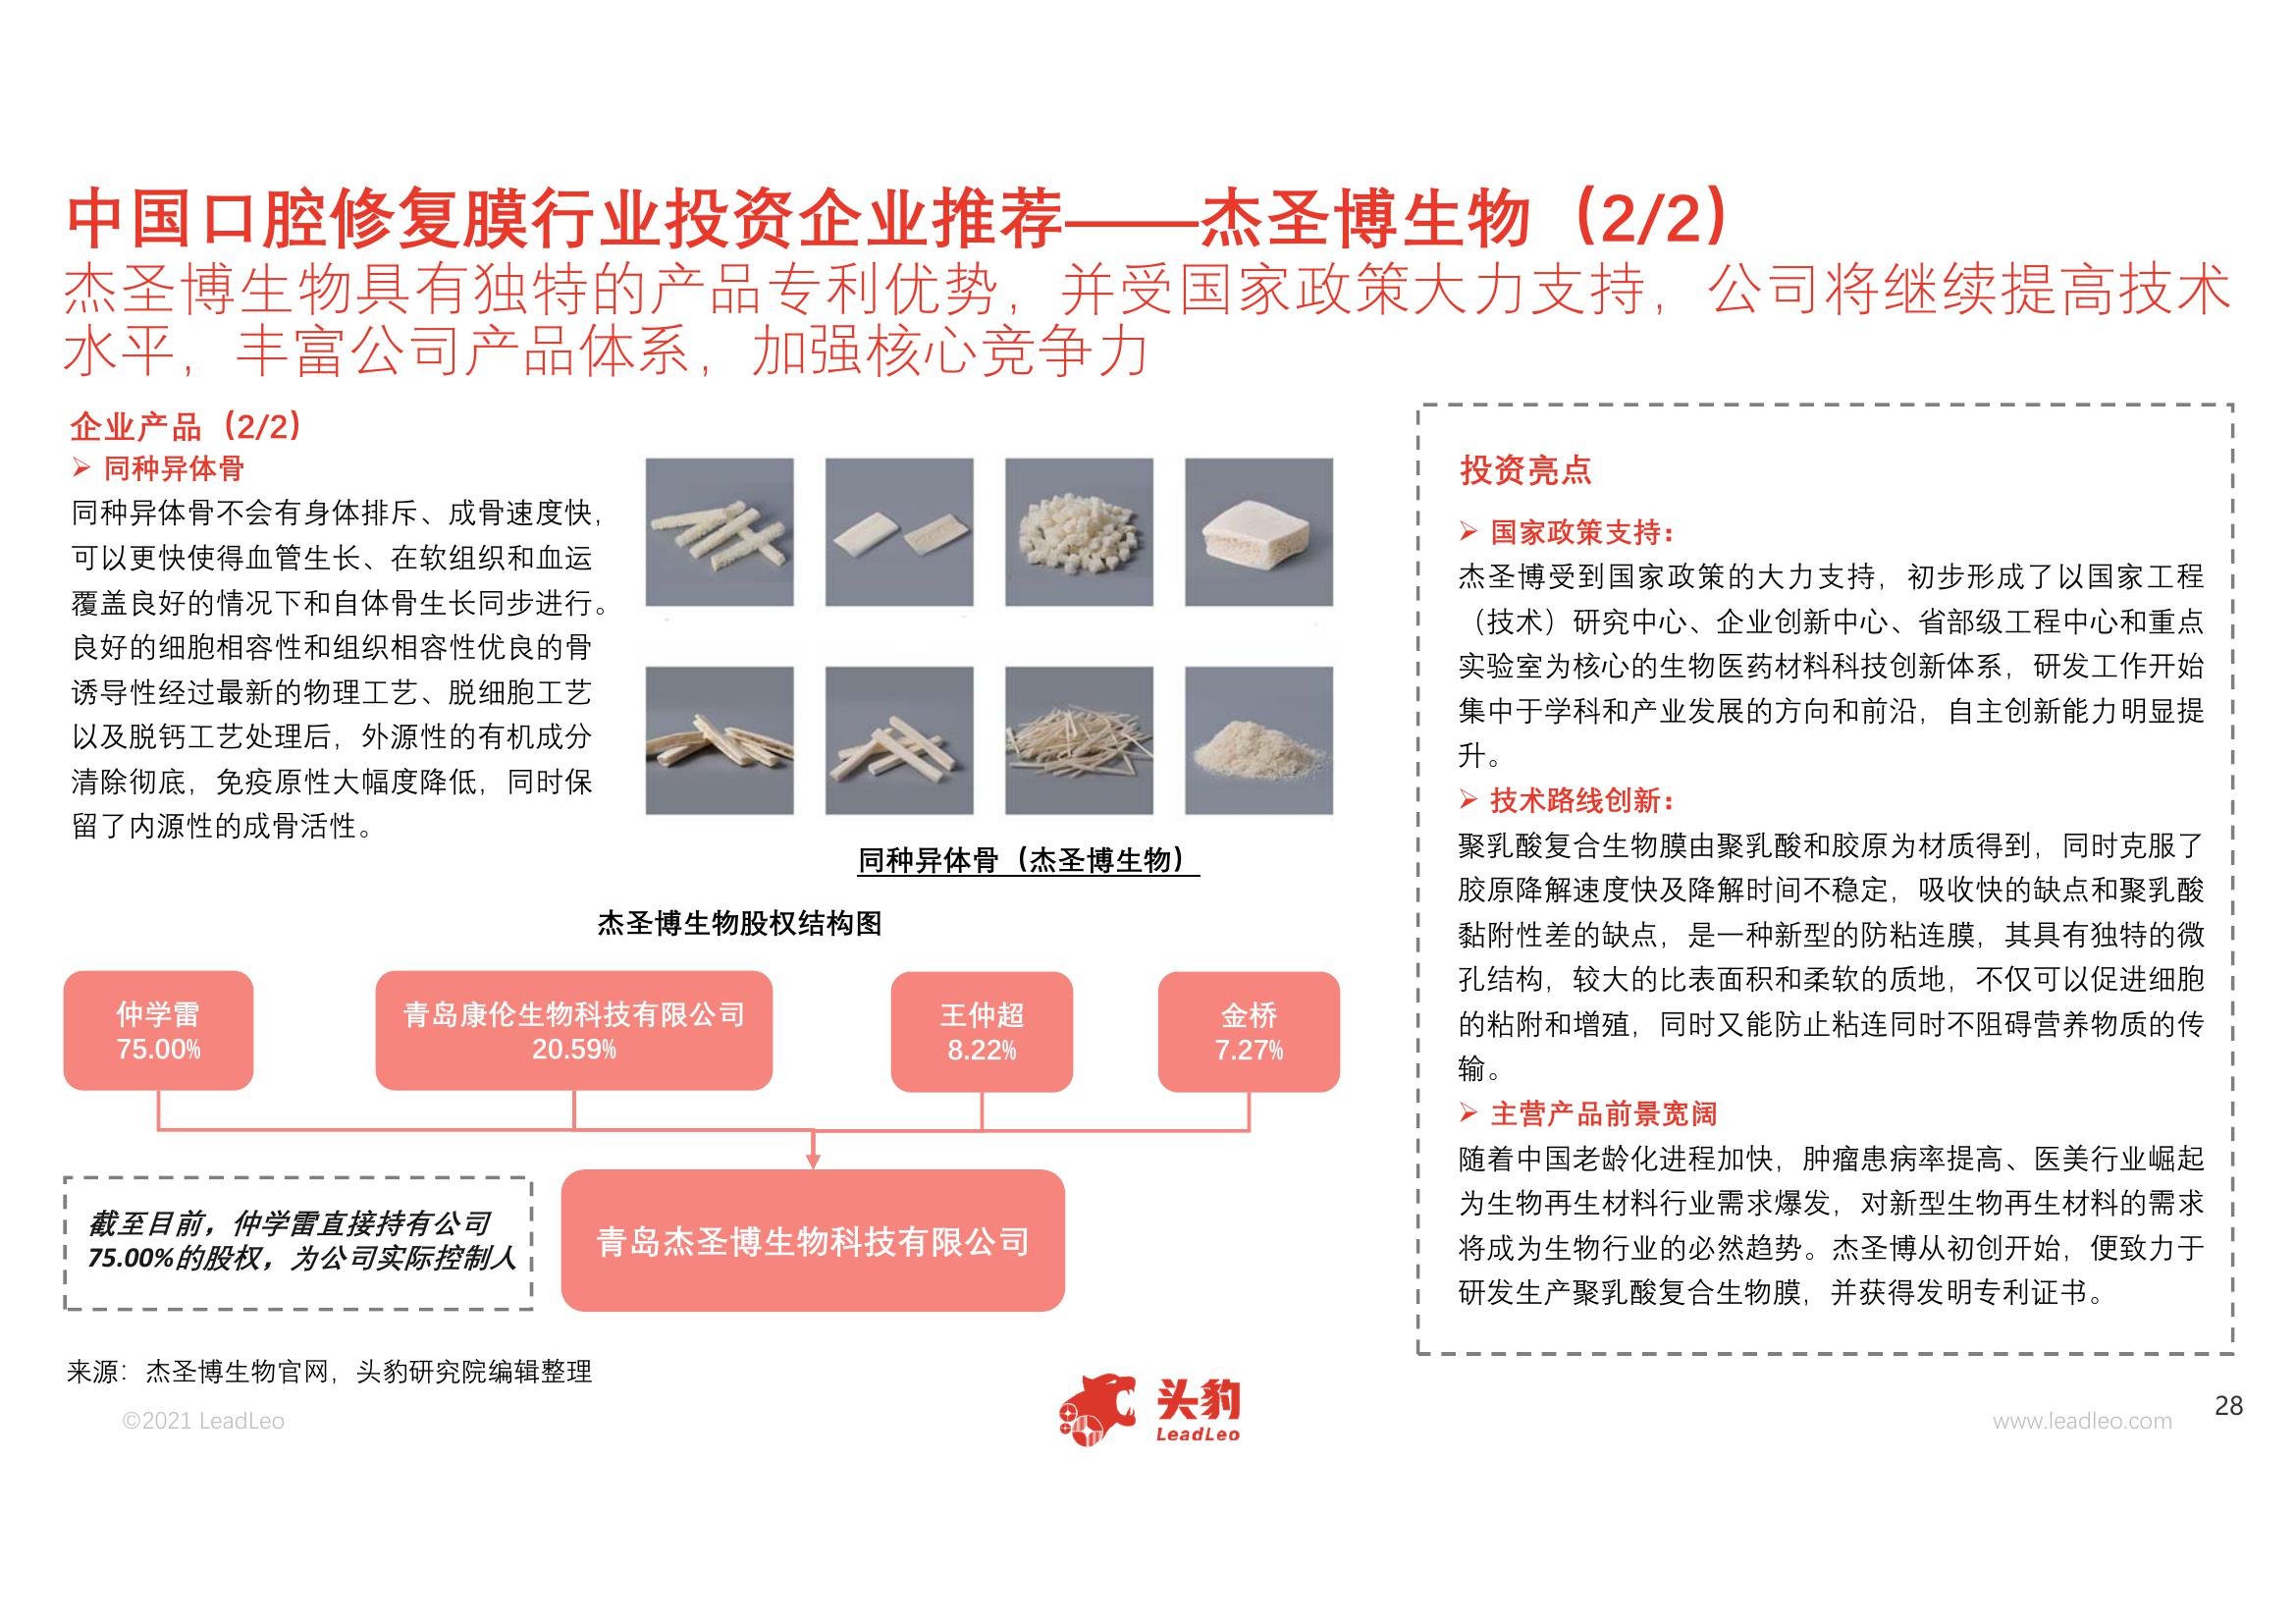 中国口腔修复膜行业投资企业推荐——杰圣博生物（2/2）
杰圣博生物具有独特的产品专利优势，并受国家政策大力支持，公司将继续提高技术
水平，丰富公司产品体系，加强核心竞争力
企业产品（2/2）
➢ 同种异体骨
同种异体骨不会有身体排斥、成骨速度快，
可以更快使得血管生长、在软组织和血运
覆盖良好的情况下和自体骨生长同步进行。
良好的细胞相容性和组织相容性优良的骨
诱导性经过最新的物理工艺、脱细胞工艺
以及脱钙工艺处理后，外源性的有机成分
清除彻底，免疫原性大幅度降低，同时保
留了内源性的成骨活性。
同种异体骨（杰圣博生物）
杰圣博生物股权结构图
仲学雷
75.00%
青岛康伦生物科技有限公司
20.59%
王仲超
8.22%
金桥
7.27%
截至目前，仲学雷直接持有公司
75.00%的股权，为公司实际控制人
青岛杰圣博生物科技有限公司
投资亮点
➢ 国家政策支持：
杰圣博受到国家政策的大力支持，初步形成了以国家工程
（技术）研究中心、企业创新中心、省部级工程中心和重点
实验室为核心的生物医药材料科技创新体系，研发工作开始
集中于学科和产业发展的方向和前沿，自主创新能力明显提
升。
➢ 技术路线创新：
聚乳酸复合生物膜由聚乳酸和胶原为材质得到，同时克服了
胶原降解速度快及降解时间不稳定，吸收快的缺点和聚乳酸
黏附性差的缺点，是一种新型的防粘连膜，其具有独特的微
孔结构，较大的比表面积和柔软的质地，不仅可以促进细胞
的粘附和增殖，同时又能防止粘连同时不阻碍营养物质的传
输。
➢ 主营产品前景宽阔
随着中国老龄化进程加快，肿瘤患病率提高、医美行业崛起
为生物再生材料行业需求爆发，对新型生物再生材料的需求
将成为生物行业的必然趋势。杰圣博从初创开始，便致力于
研发生产聚乳酸复合生物膜，并获得发明专利证书。
来源：杰圣博生物官网，头豹研究院编辑整理
©2021 LeadLeo
头豹
LeadLeo
www.leadleo.com
28